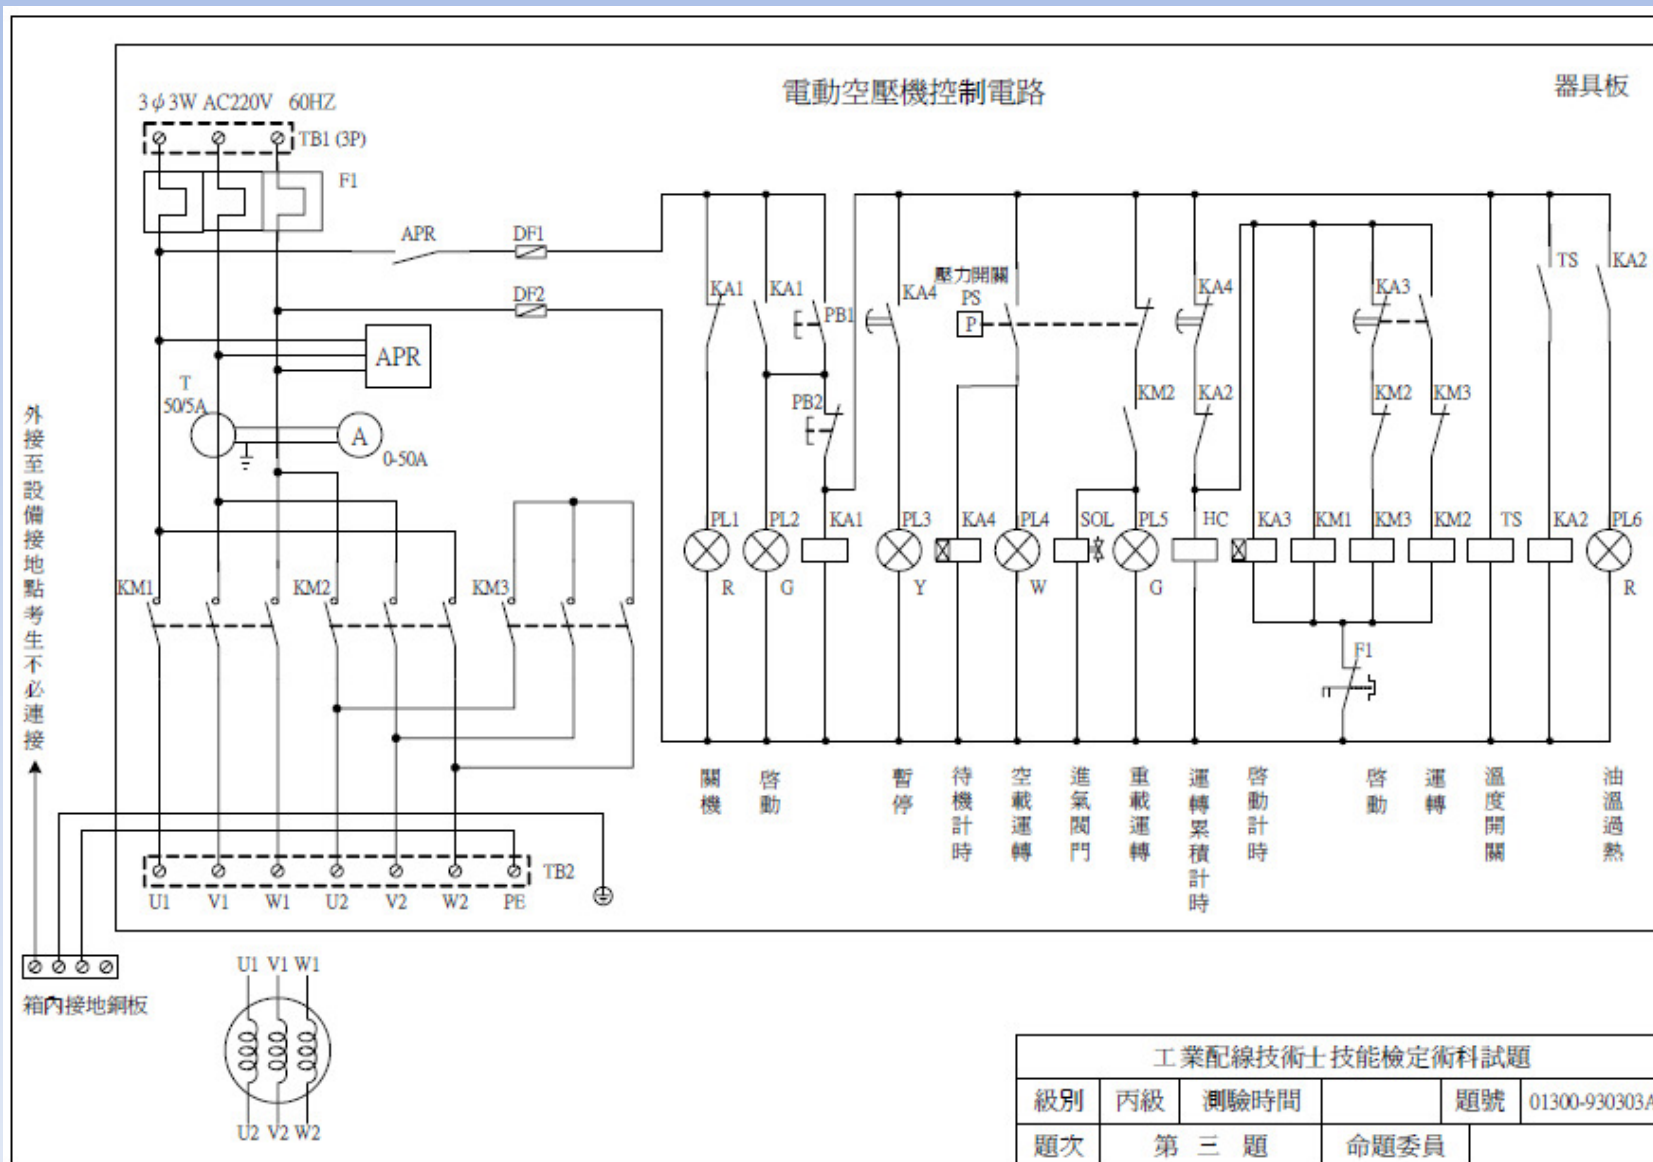 電動空壓機控制電路
器具板
3φ3W AC220V 60HZ
TB1 (3P)
F1
APR
DF1
DF2
APR
T
50/5A
A
0-50A
KM1
KM2
KM3
TB2
U1 V1 W1 U2 V2 W2 PE
外接至設備接地點考生不必連接
箱內接地銅板
U1 V1 W1
U2 V2 W2
KA1
KA1
PB1
PB2
KA4
壓力開關
PS
P
KM2
KA4
KA2
KA3
KM2
KM3
TS
KA2
PL1 PL2 KA1 PL3 KA4 PL4 SOL PL5 HC KA3 KM1 KM3 KM2 TS KA2 PL6
R G Y W G R
F1
關機
啓動
暫停
待機計時
空載運轉
進氣閥門
重載運轉
運轉累積計時
啓動計時
啓動
運轉
溫度開關
油溫過熱
工業配線技術士技能檢定術科試題
級別 丙級 測驗時間 題號 01300-930303A
題次 第三題 命題委員